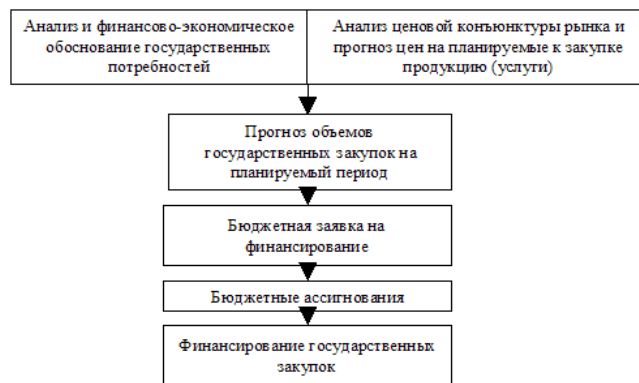 Анализ и финансово-экономическое
обоснование государственных
потребностей
Анализ ценовой конъюнктуры рынка и
прогноз цен на планируемые к закупке
продукцию (услуги)
Прогноз объемов
государственных закупок на
планируемый период
Бюджетная заявка на
финансирование
Бюджетные ассигнования
Финансирование государственных
закупок